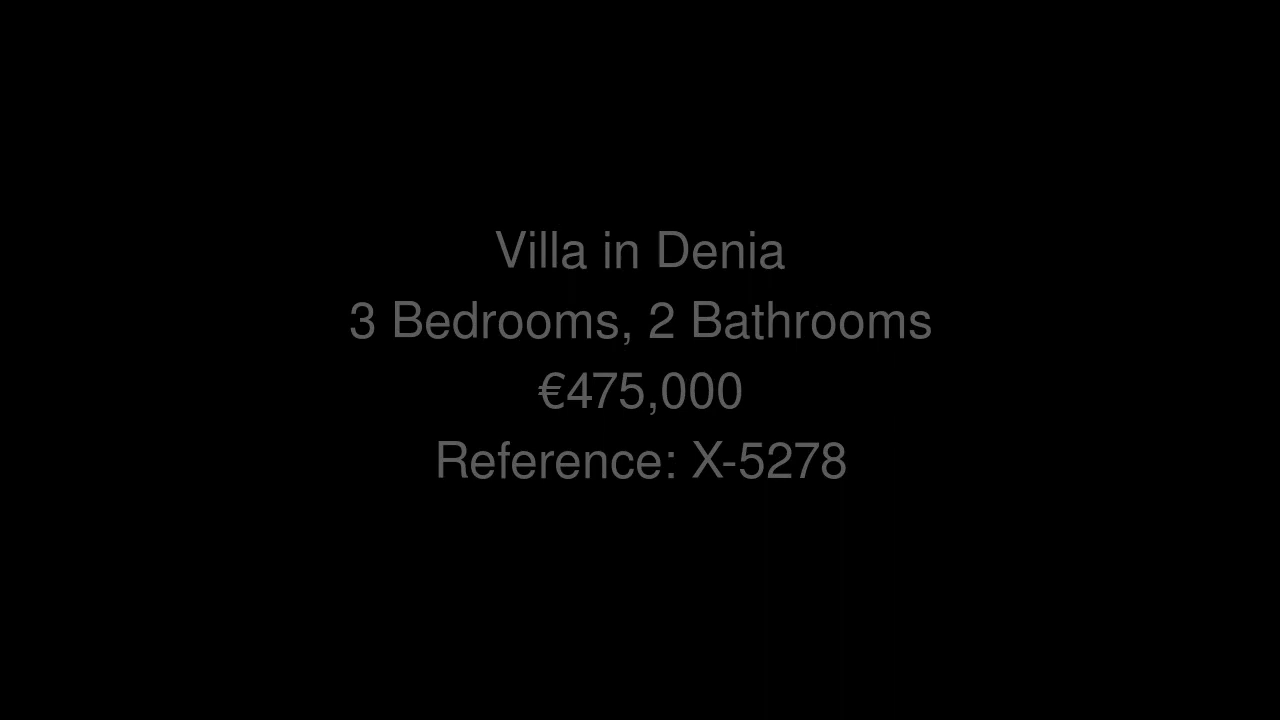 Villa in Denia
3 Bedrooms, 2 Bathrooms
€475,000
Reference: X-5278